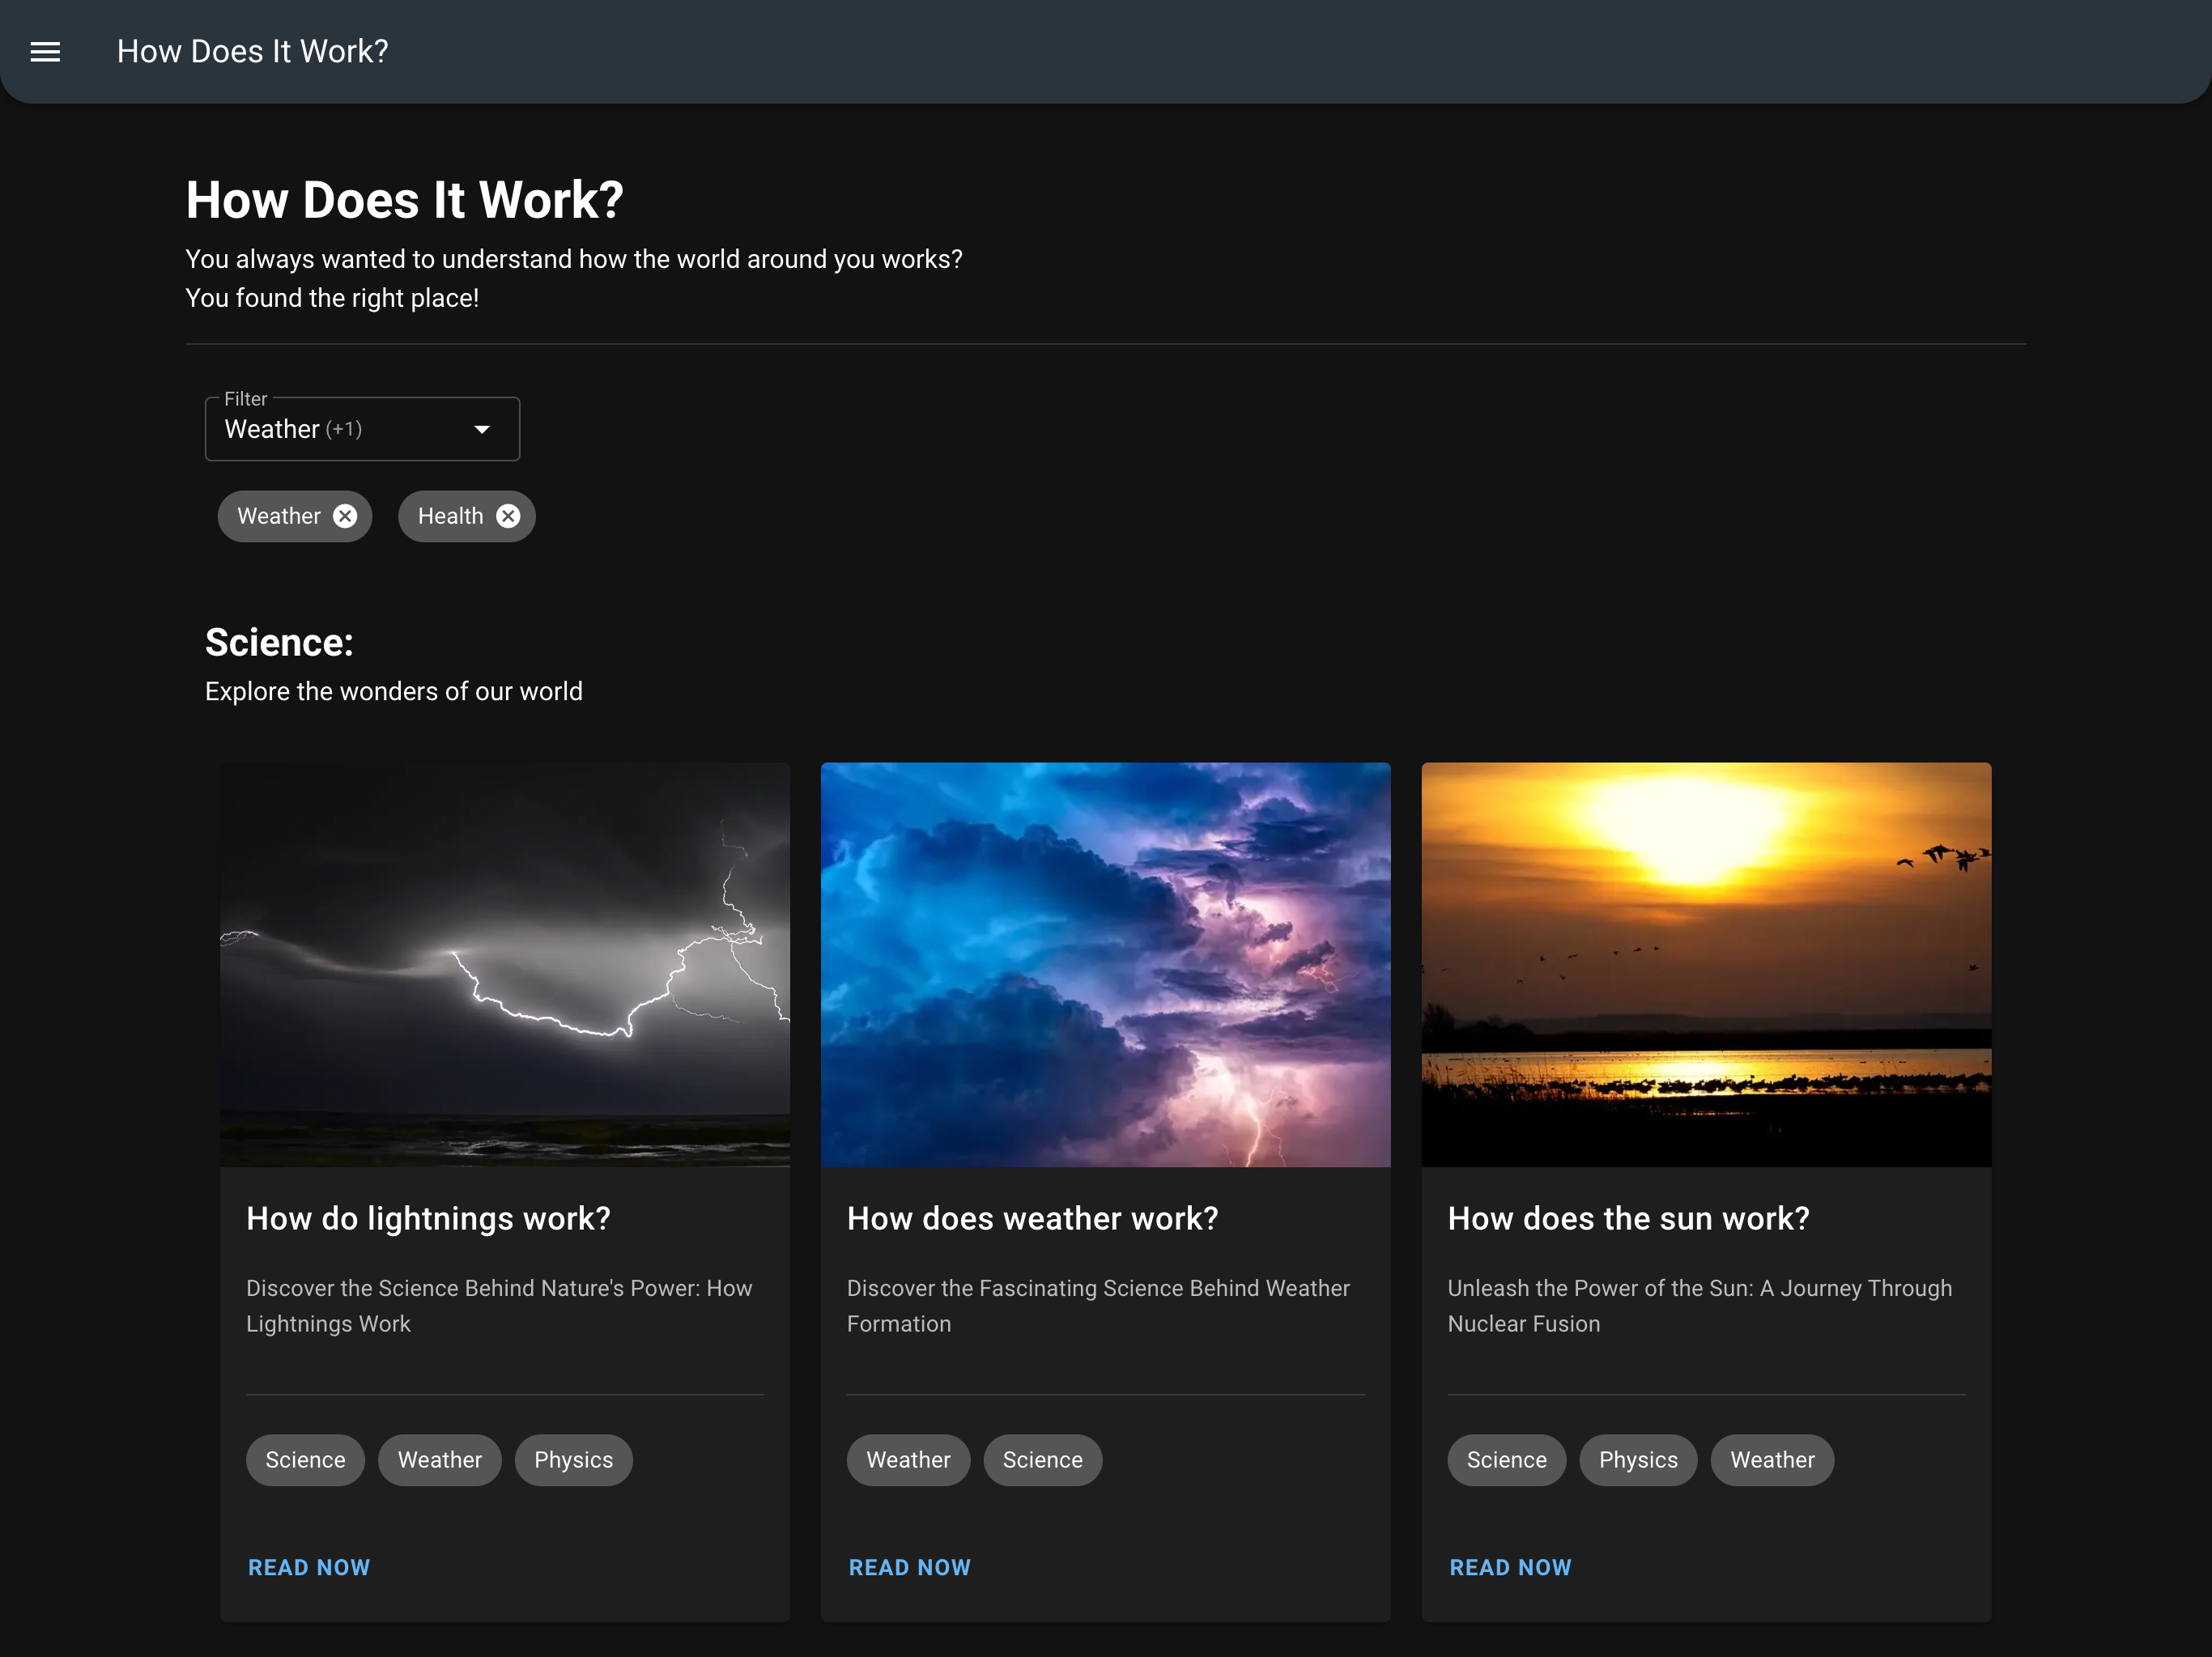 How Does It Work?
How Does It Work?
You always wanted to understand how the world around you works?
You found the right place!
Filter
Weather (+1)
Weather
Health
Science:
Explore the wonders of our world
How do lightnings work?
Discover the Science Behind Nature's Power: How
Lightnings Work
Science
Weather
Physics
READ NOW
How does weather work?
Discover the Fascinating Science Behind Weather
Formation
Weather
Science
READ NOW
How does the sun work?
Unleash the Power of the Sun: A Journey Through
Nuclear Fusion
Science
Physics
Weather
READ NOW